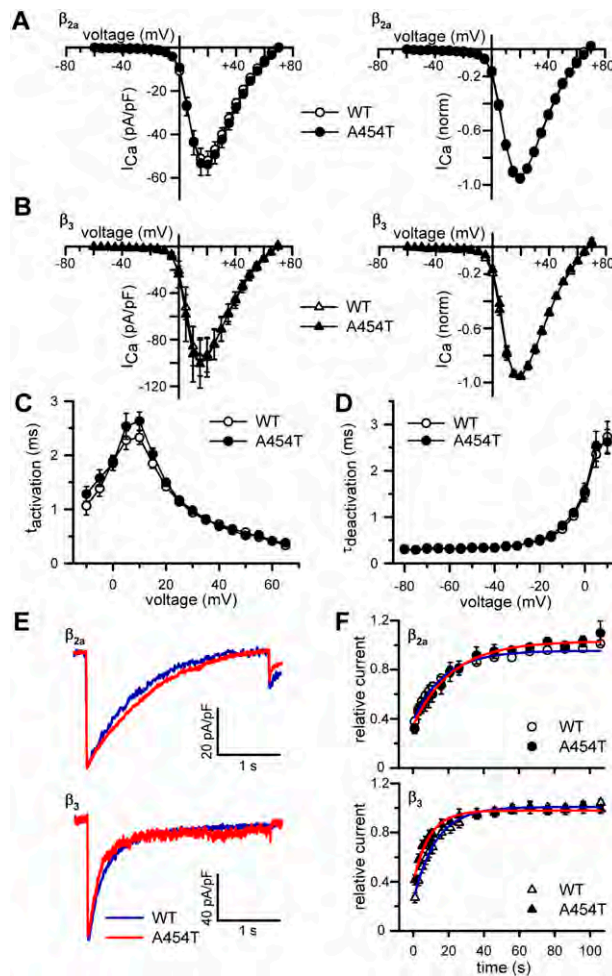 A
β2a
voltage (mV)
-80 -40 +40 +80
-20
-40
-60
ICa (pA/pF)
WT
A454T
voltage (mV)
-80 -40 +40 +80
-0.2
-0.6
-1.0
ICa (norm)
B
β3
voltage (mV)
-80 -40 +40 +80
-40
-80
-120
ICa (pA/pF)
WT
A454T
voltage (mV)
-80 -40 +40 +80
-0.2
-0.6
-1.0
ICa (norm)
C
tactivation (ms)
3
2
1
0
0 20 40 60
voltage (mV)
WT
A454T
D
τdeactivation (ms)
3
2
1
0
-80 -60 -40 -20 0
voltage (mV)
WT
A454T
E
β2a
20 pA/pF
1 s
β3
40 pA/pF
1 s
WT
A454T
F
β2a
relative current
1.2
0.8
0.4
0
WT
A454T
β3
relative current
1.2
0.8
0.4
0
WT
A454T
0 20 40 60 80 100
time (s)